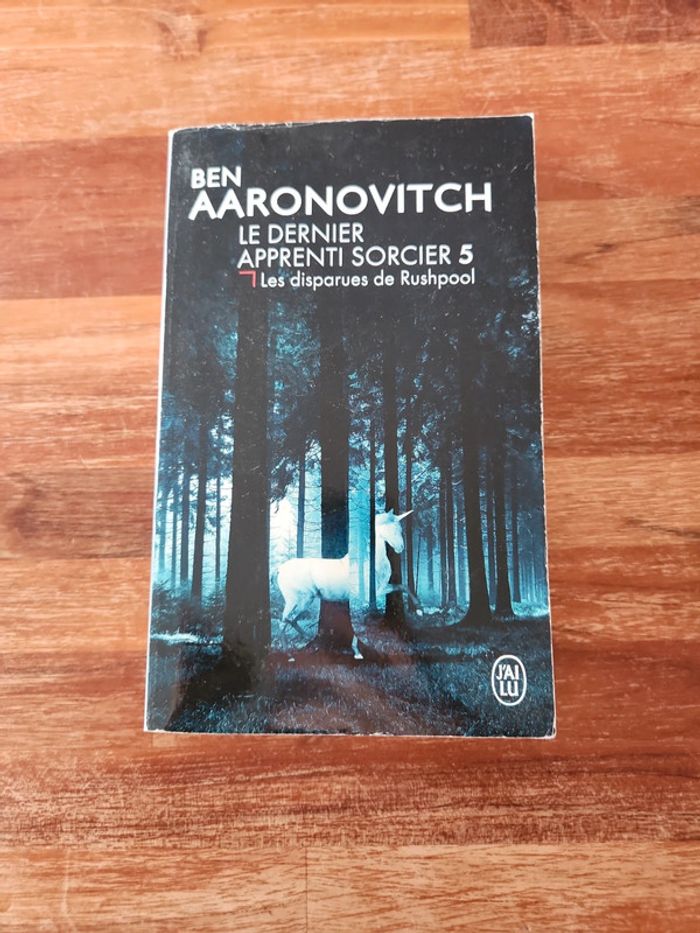 BEN
AARONOVITCH
LE DERNIER
APPRENTI SORCIER 5
Les disparues de Rushpool
J'AI
LU